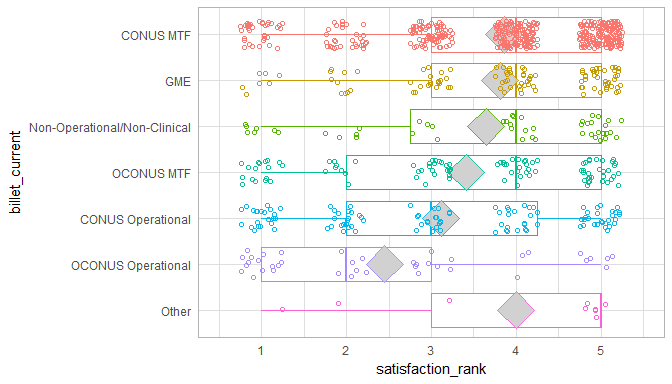 billet_current
CONUS MTF
GME
Non-Operational/Non-Clinical
OCONUS MTF
CONUS Operational
OCONUS Operational
Other
1 2 3 4 5
satisfaction_rank